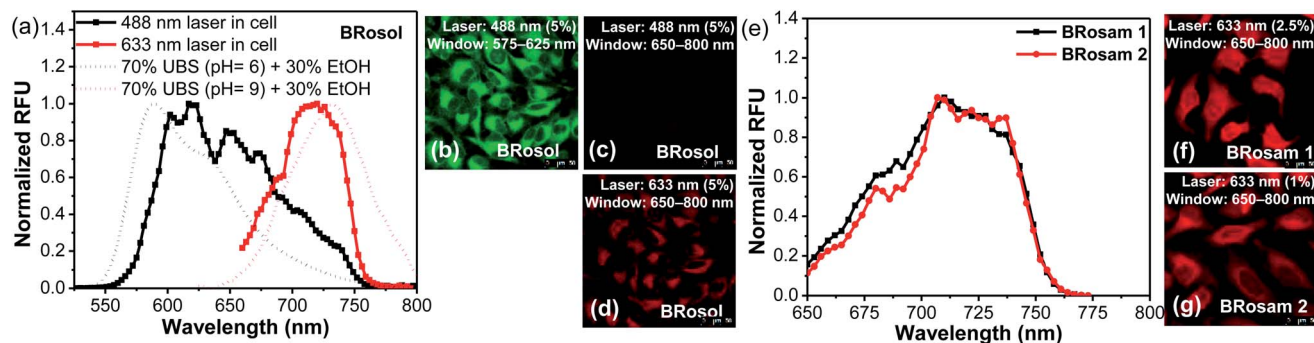 (a)
BRosol
488 nm laser in cell
633 nm laser in cell
70% UBS (pH= 6) + 30% EtOH
70% UBS (pH= 9) + 30% EtOH
Normalized RFU
1.4
1.2
1.0
0.8
0.6
0.4
0.2
0.0
550
600
650
700
750
800
Wavelength (nm)
Laser: 488 nm (5%)
Window: 575–625 nm
(b)
BRosol
Laser: 488 nm (5%)
Window: 650–800 nm
(c)
BRosol
Laser: 633 nm (5%)
Window: 650–800 nm
(d)
BRosol
(e)
BRosam 1
BRosam 2
Normalized RFU
1.4
1.2
1.0
0.8
0.6
0.4
0.2
0.0
650
675
700
725
750
775
800
Wavelength (nm)
Laser: 633 nm (2.5%)
Window: 650–800 nm
(f)
BRosam 1
Laser: 633 nm (1%)
Window: 650–800 nm
(g)
BRosam 2